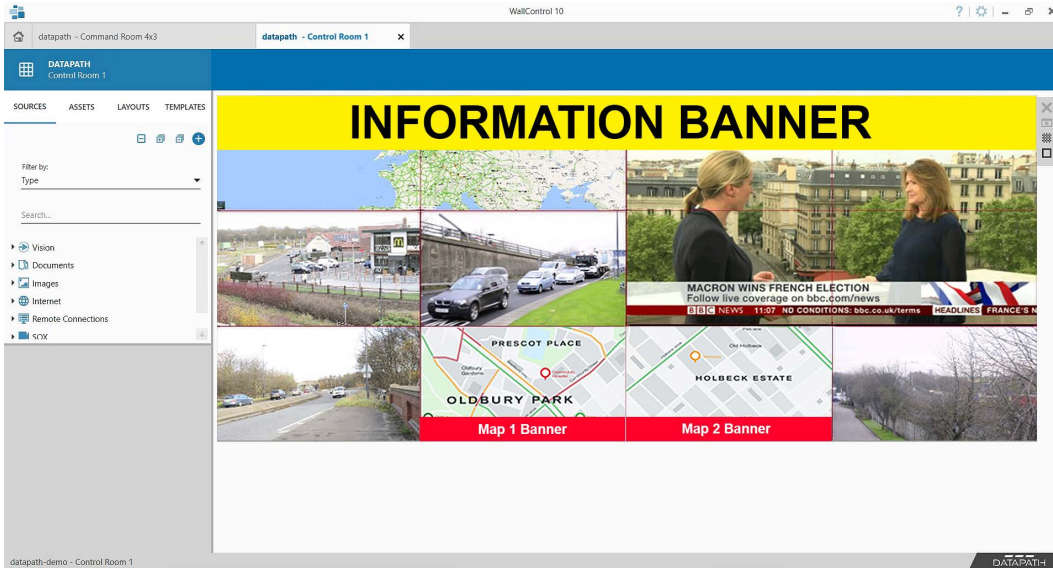 WallControl 10
datapath - Command Room 4x3
datapath - Control Room 1
DATAPATH
Control Room 1
SOURCES ASSETS LAYOUTS TEMPLATES
Filter by:
Type
Search...
Vision
Documents
Images
Internet
Remote Connections
SQX
INFORMATION BANNER
MACRON WINS FRENCH ELECTION
Follow live coverage on bbc.com/news
BBC NEWS 11:07 ND CONDITIONS: bbc.co.uk/terms HEADLINES FRANCE'S N
PRESCOT PLACE
Oldbury
Gardens
OLDBURY PARK
Map 1 Banner
Old Holbeck
HOLBECK ESTATE
Map 2 Banner
datapath-demo - Control Room 1
DATAPATH